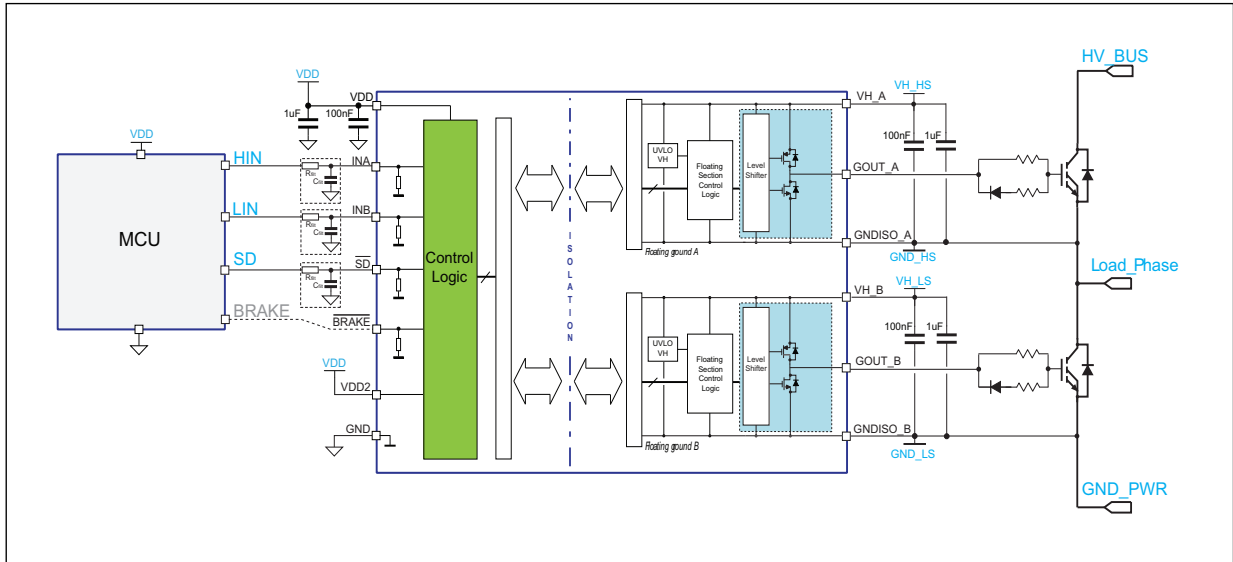 VDD
VDD
1uF
100nF
VDD
MCU
HIN
LIN
SD
BRAKE
INA
INB
SD
BRAKE
VDD
VDD2
GND
Control
Logic
ISOLATION
UVLO
VH
Floating
Section
Control
Logic
Level
Shifter
Floating ground A
VH_A
GOUT_A
GNDISO_A
VH_HS
100nF
1uF
GND_HS
UVLO
VH
Floating
Section
Control
Logic
Level
Shifter
Floating ground B
VH_B
GOUT_B
GNDISO_B
VH_LS
100nF
1uF
GND_LS
HV_BUS
Load_Phase
GND_PWR